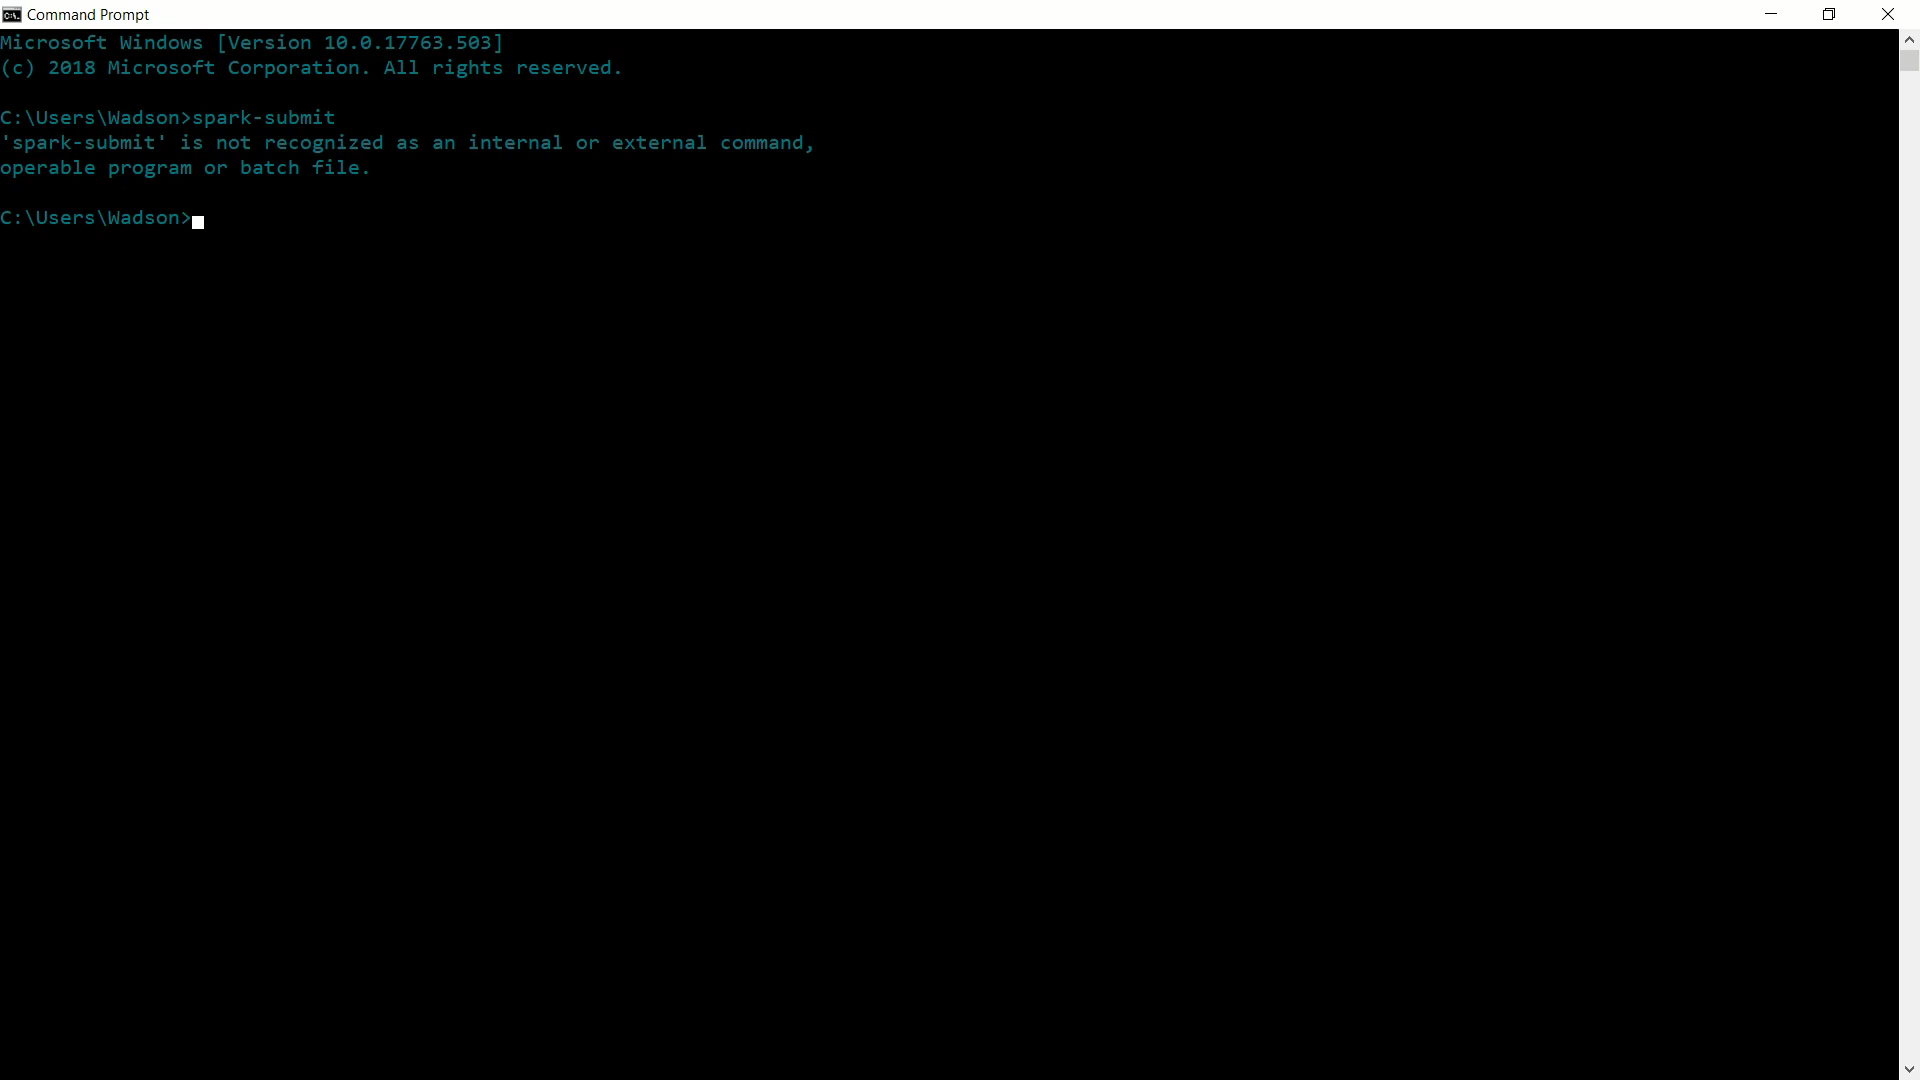 Command Prompt
Microsoft Windows [Version 10.0.17763.503]
(c) 2018 Microsoft Corporation. All rights reserved.
C:\Users\Wadson>spark-submit
'spark-submit' is not recognized as an internal or external command,
operable program or batch file.
C:\Users\Wadson>